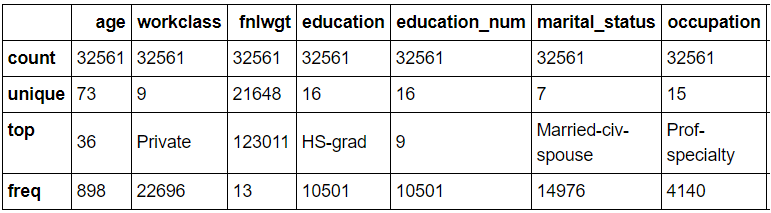 age workclass fnlwgt education education_num marital_status occupation
count 32561 32561 32561 32561 32561 32561 32561
unique 73 9 21648 16 16 7 15
top 36 Private 123011 HS-grad 9 Married-civ-spouse Prof-specialty
freq 898 22696 13 10501 10501 14976 4140